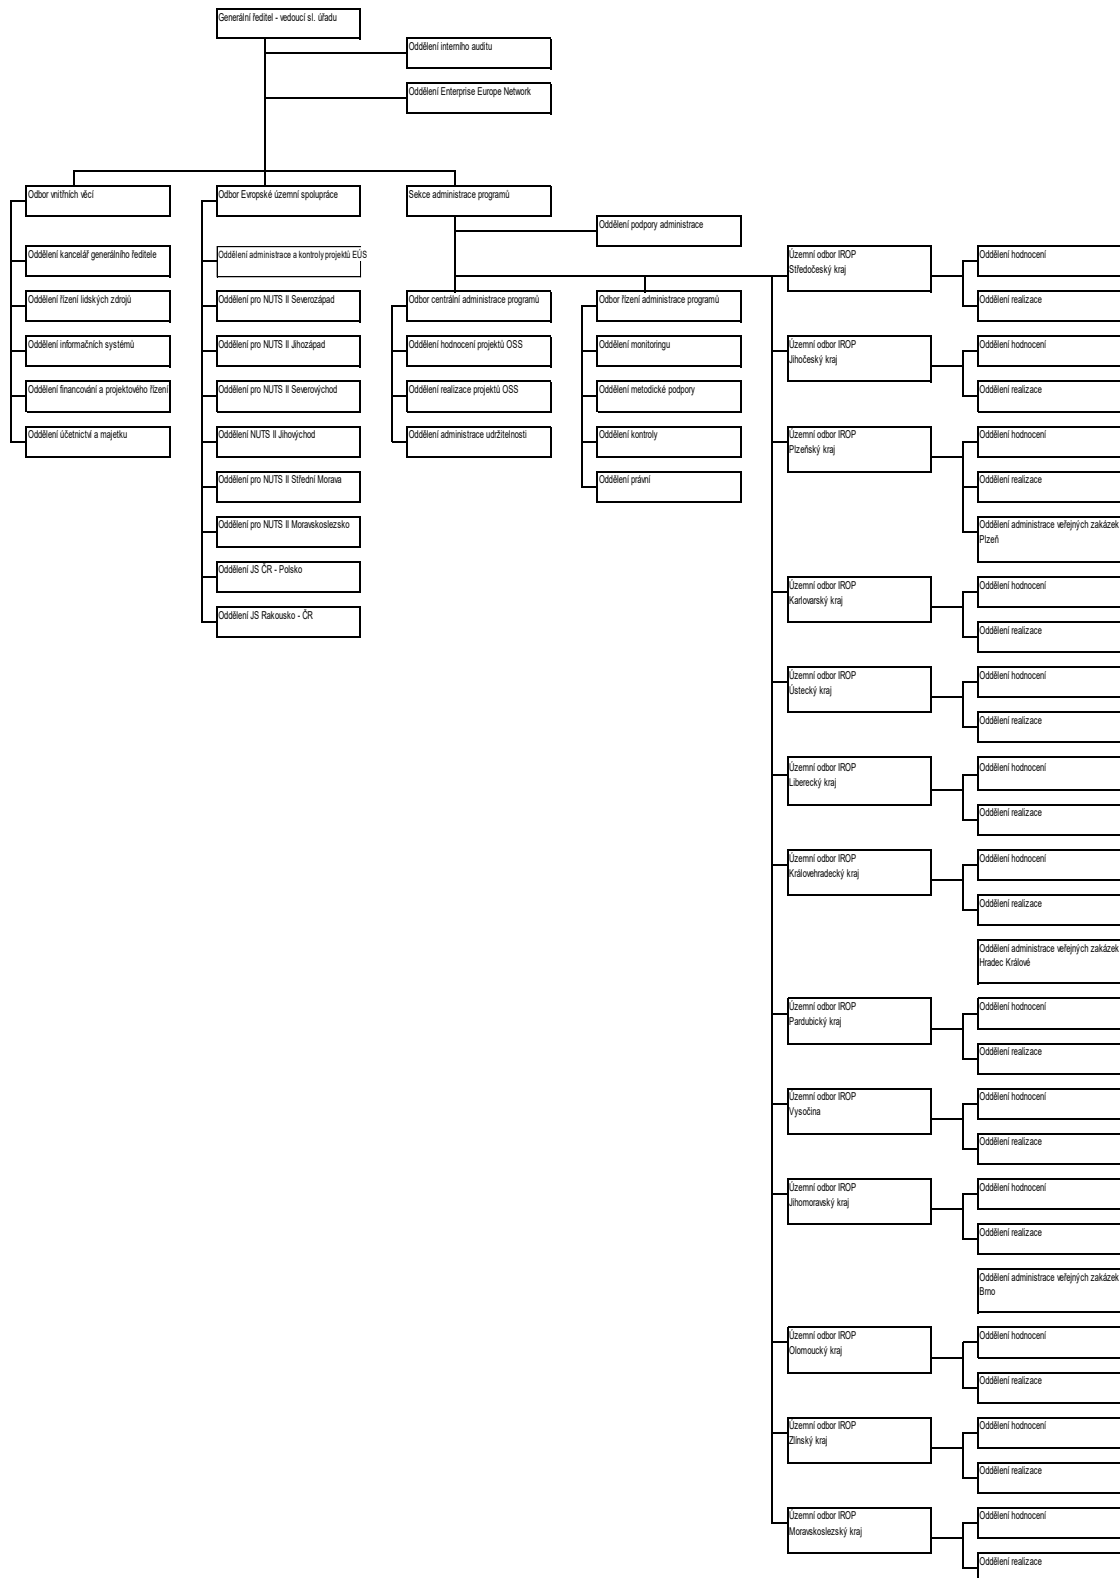 Generální ředitel - vedoucí sl. úřadu
Oddělení interního auditu
Oddělení Enterprise Europe Network
Odbor vnitřních věcí
Oddělení kancelář generálního ředitele
Oddělení řízení lidských zdrojů
Oddělení informačních systémů
Oddělení financování a projektového řízení
Oddělení účetnictví a majetku
Odbor Evropské územní spolupráce
Oddělení administrace a kontroly projektů EÚS
Oddělení pro NUTS II Severozápad
Oddělení pro NUTS II Jihozápad
Oddělení pro NUTS II Severovýchod
Oddělení NUTS II Jihovýchod
Oddělení pro NUTS II Střední Morava
Oddělení pro NUTS II Moravskoslezsko
Oddělení JS ČR - Polsko
Oddělení JS Rakousko - ČR
Sekce administrace programů
Oddělení podpory administrace
Odbor centrální administrace programů
Oddělení hodnocení projektů OSS
Oddělení realizace projektů OSS
Oddělení administrace udržitelnosti
Odbor řízení administrace programů
Oddělení monitoringu
Oddělení metodické podpory
Oddělení kontroly
Oddělení právní
Územní odbor IROP
Středočeský kraj
Oddělení hodnocení
Oddělení realizace
Územní odbor IROP
Jihočeský kraj
Oddělení hodnocení
Oddělení realizace
Územní odbor IROP
Plzeňský kraj
Oddělení hodnocení
Oddělení realizace
Oddělení administrace veřejných zakázek
Plzeň
Územní odbor IROP
Karlovarský kraj
Oddělení hodnocení
Oddělení realizace
Územní odbor IROP
Ústecký kraj
Oddělení hodnocení
Oddělení realizace
Územní odbor IROP
Liberecký kraj
Oddělení hodnocení
Oddělení realizace
Územní odbor IROP
Královehradecký kraj
Oddělení hodnocení
Oddělení realizace
Oddělení administrace veřejných zakázek
Hradec Králové
Územní odbor IROP
Pardubický kraj
Oddělení hodnocení
Oddělení realizace
Územní odbor IROP
Vysočina
Oddělení hodnocení
Oddělení realizace
Územní odbor IROP
Jihomoravský kraj
Oddělení hodnocení
Oddělení realizace
Oddělení administrace veřejných zakázek
Brno
Územní odbor IROP
Olomoucký kraj
Oddělení hodnocení
Oddělení realizace
Územní odbor IROP
Zlínský kraj
Oddělení hodnocení
Oddělení realizace
Územní odbor IROP
Moravskoslezský kraj
Oddělení hodnocení
Oddělení realizace